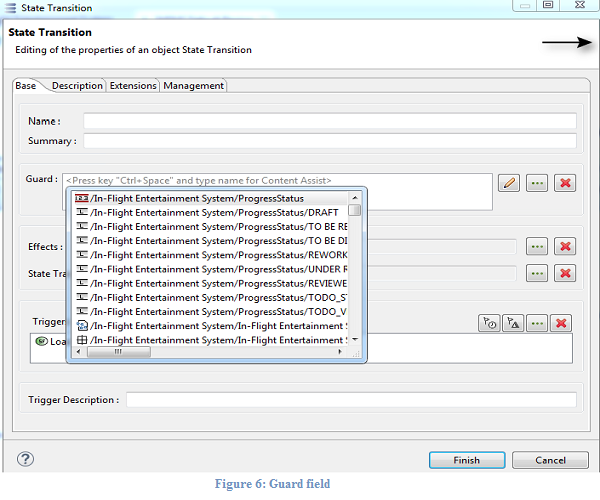 State Transition
State Transition
Editing of the properties of an object State Transition
Base Description Extensions Management
Name :
Summary :
Guard : <Press key "Ctrl+Space" and type name for Content Assist>
/In-Flight Entertainment System/ProgressStatus
/In-Flight Entertainment System/ProgressStatus/DRAFT
/In-Flight Entertainment System/ProgressStatus/TO BE RE
/In-Flight Entertainment System/ProgressStatus/TO BE DI
/In-Flight Entertainment System/ProgressStatus/REWORK
/In-Flight Entertainment System/ProgressStatus/UNDER R
/In-Flight Entertainment System/ProgressStatus/REVIEWE
/In-Flight Entertainment System/ProgressStatus/TODO_S
/In-Flight Entertainment System/ProgressStatus/TODO_V
/In-Flight Entertainment System/In-Flight Entertainment
/In-Flight Entertainment System/In-Flight Entertainment
Effects :
State Tra
Trigger
Loa
Trigger Description :
Finish Cancel
Figure 6: Guard field